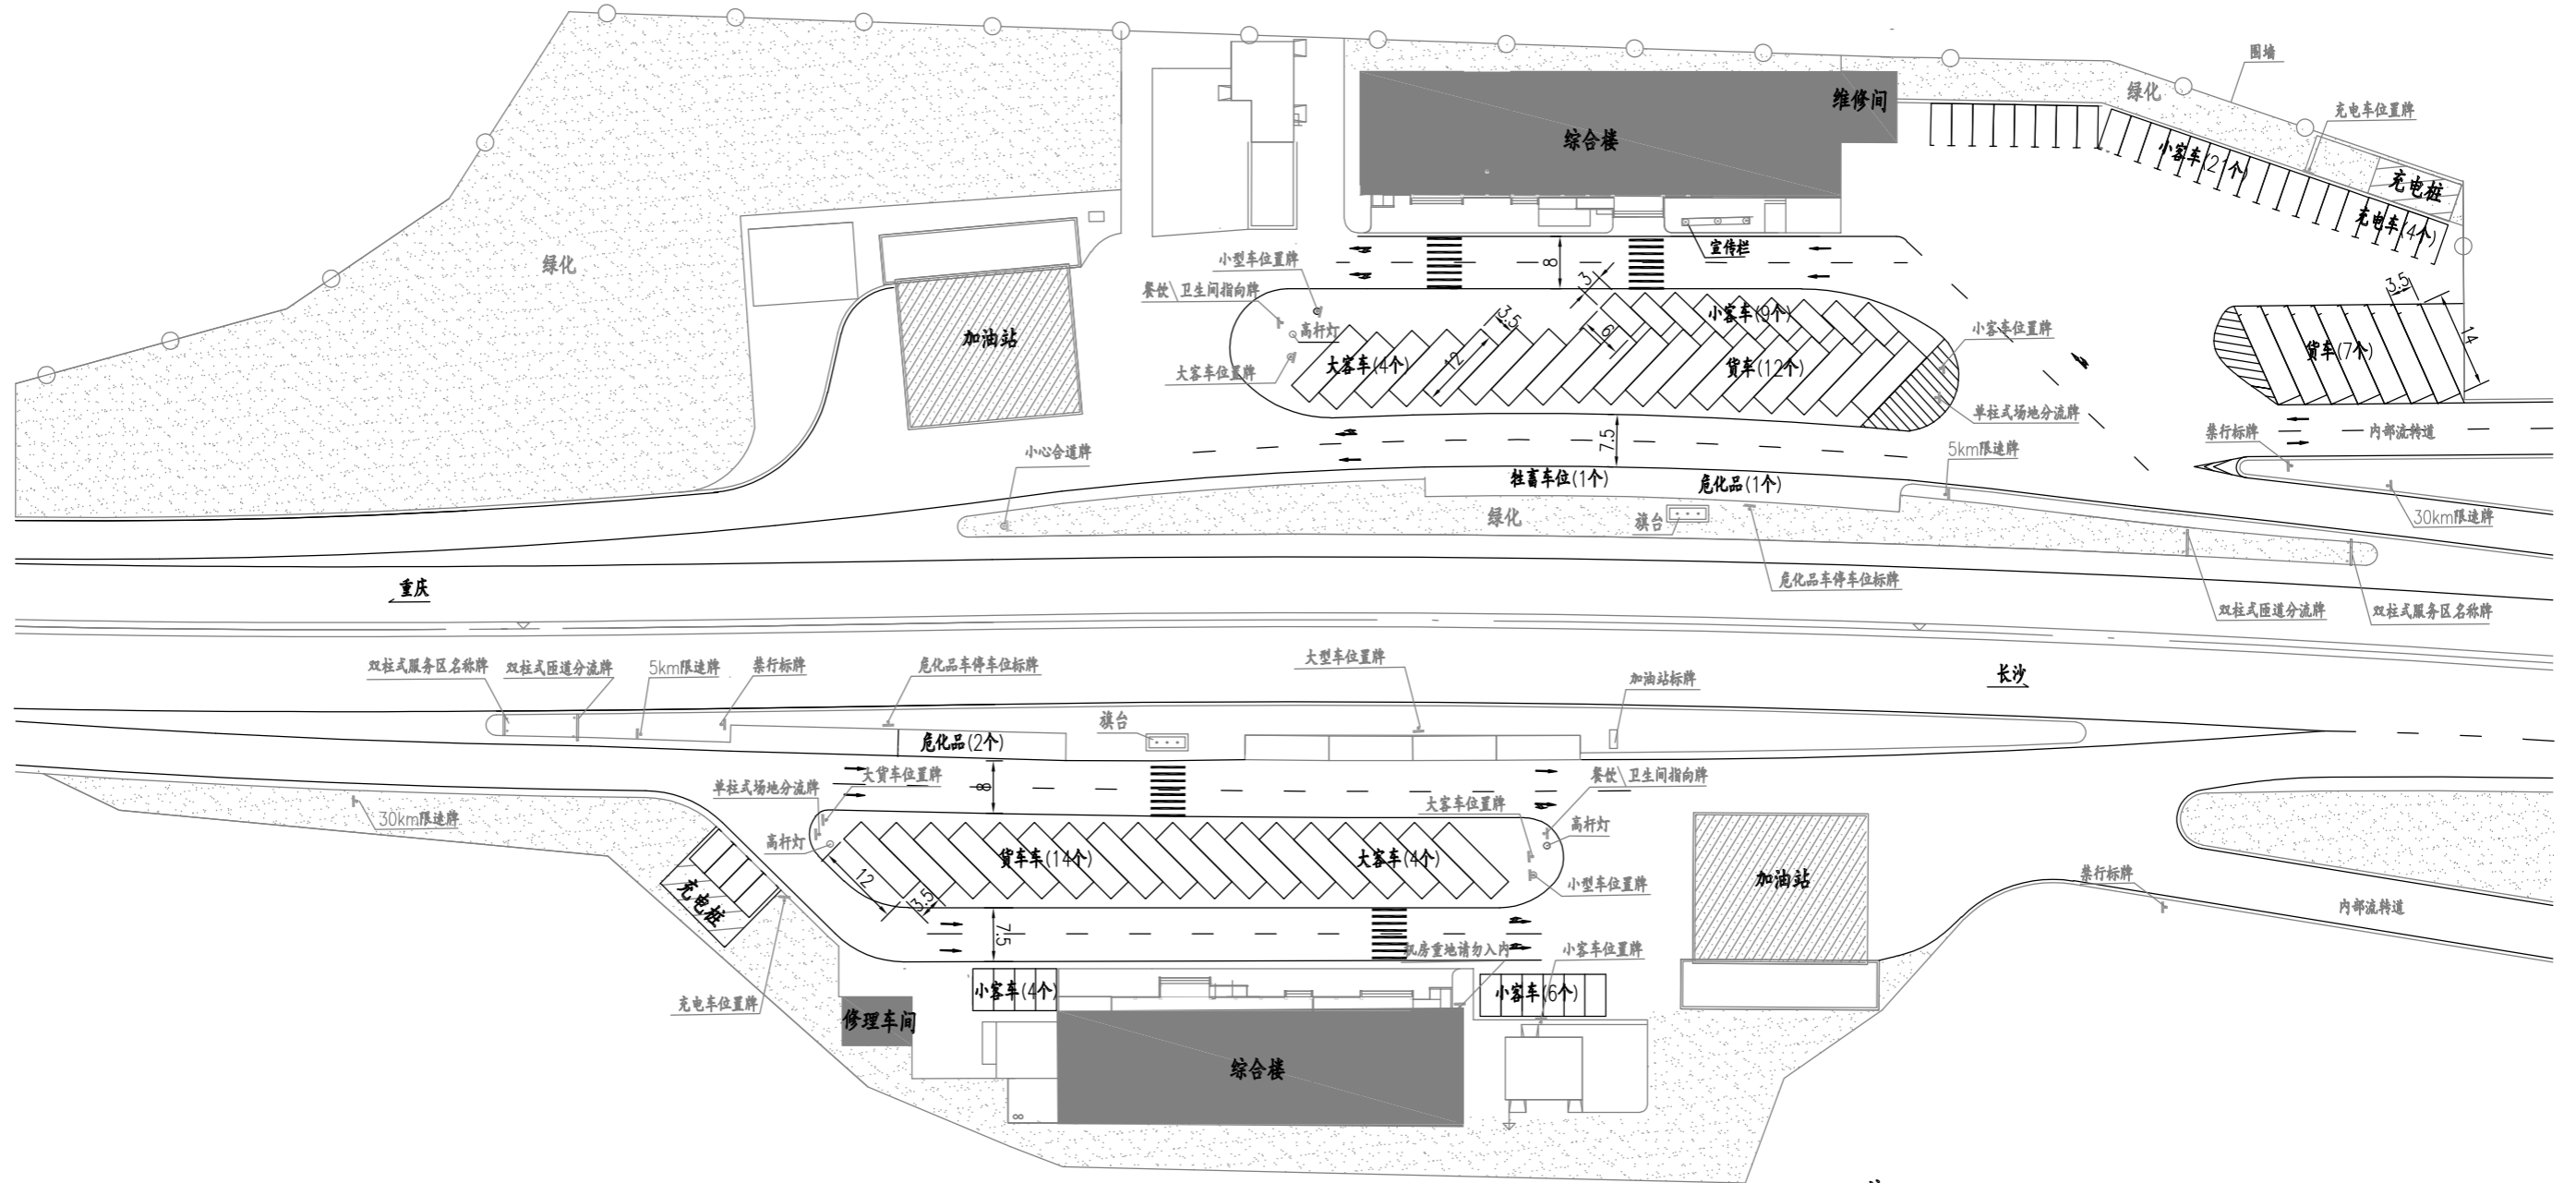 围墙
绿化
充电车位置牌
维修间
综合楼
小客车(21个)
充电桩
充电车(4个)
绿化
小型车位置牌
宣传栏
8
餐饮\卫生间指向牌
高杆灯
3
3.5
6
12
小客车(9个)
小客车位置牌
3.5
14
加油站
大客车位置牌
大客车(4个)
货车(12个)
货车(7个)
单柱式场地分流牌
禁行标牌
内部流转道
小心合道牌
7.5
5km限速牌
牲畜车位(1个)
危化品(1个)
绿化
旗台
30km限速牌
重庆
危化品车停车位标牌
双柱式匝道分流牌
双柱式服务区名称牌
双柱式服务区名称牌
双柱式匝道分流牌
5km限速牌
禁行标牌
危化品车停车位标牌
大型车位置牌
加油站标牌
长沙
旗台
危化品(2个)
单柱式场地分流牌
大货车位置牌
8
餐饮\卫生间指向牌
大客车位置牌
30km限速牌
高杆灯
高杆灯
货车车(14个)
大客车(4个)
12
3.5
小型车位置牌
加油站
禁行标牌
内部流转道
充电桩
7.5
机房重地请勿入内
小客车位置牌
充电车位置牌
小客车(4个)
小客车(6个)
修理车间
综合楼
8